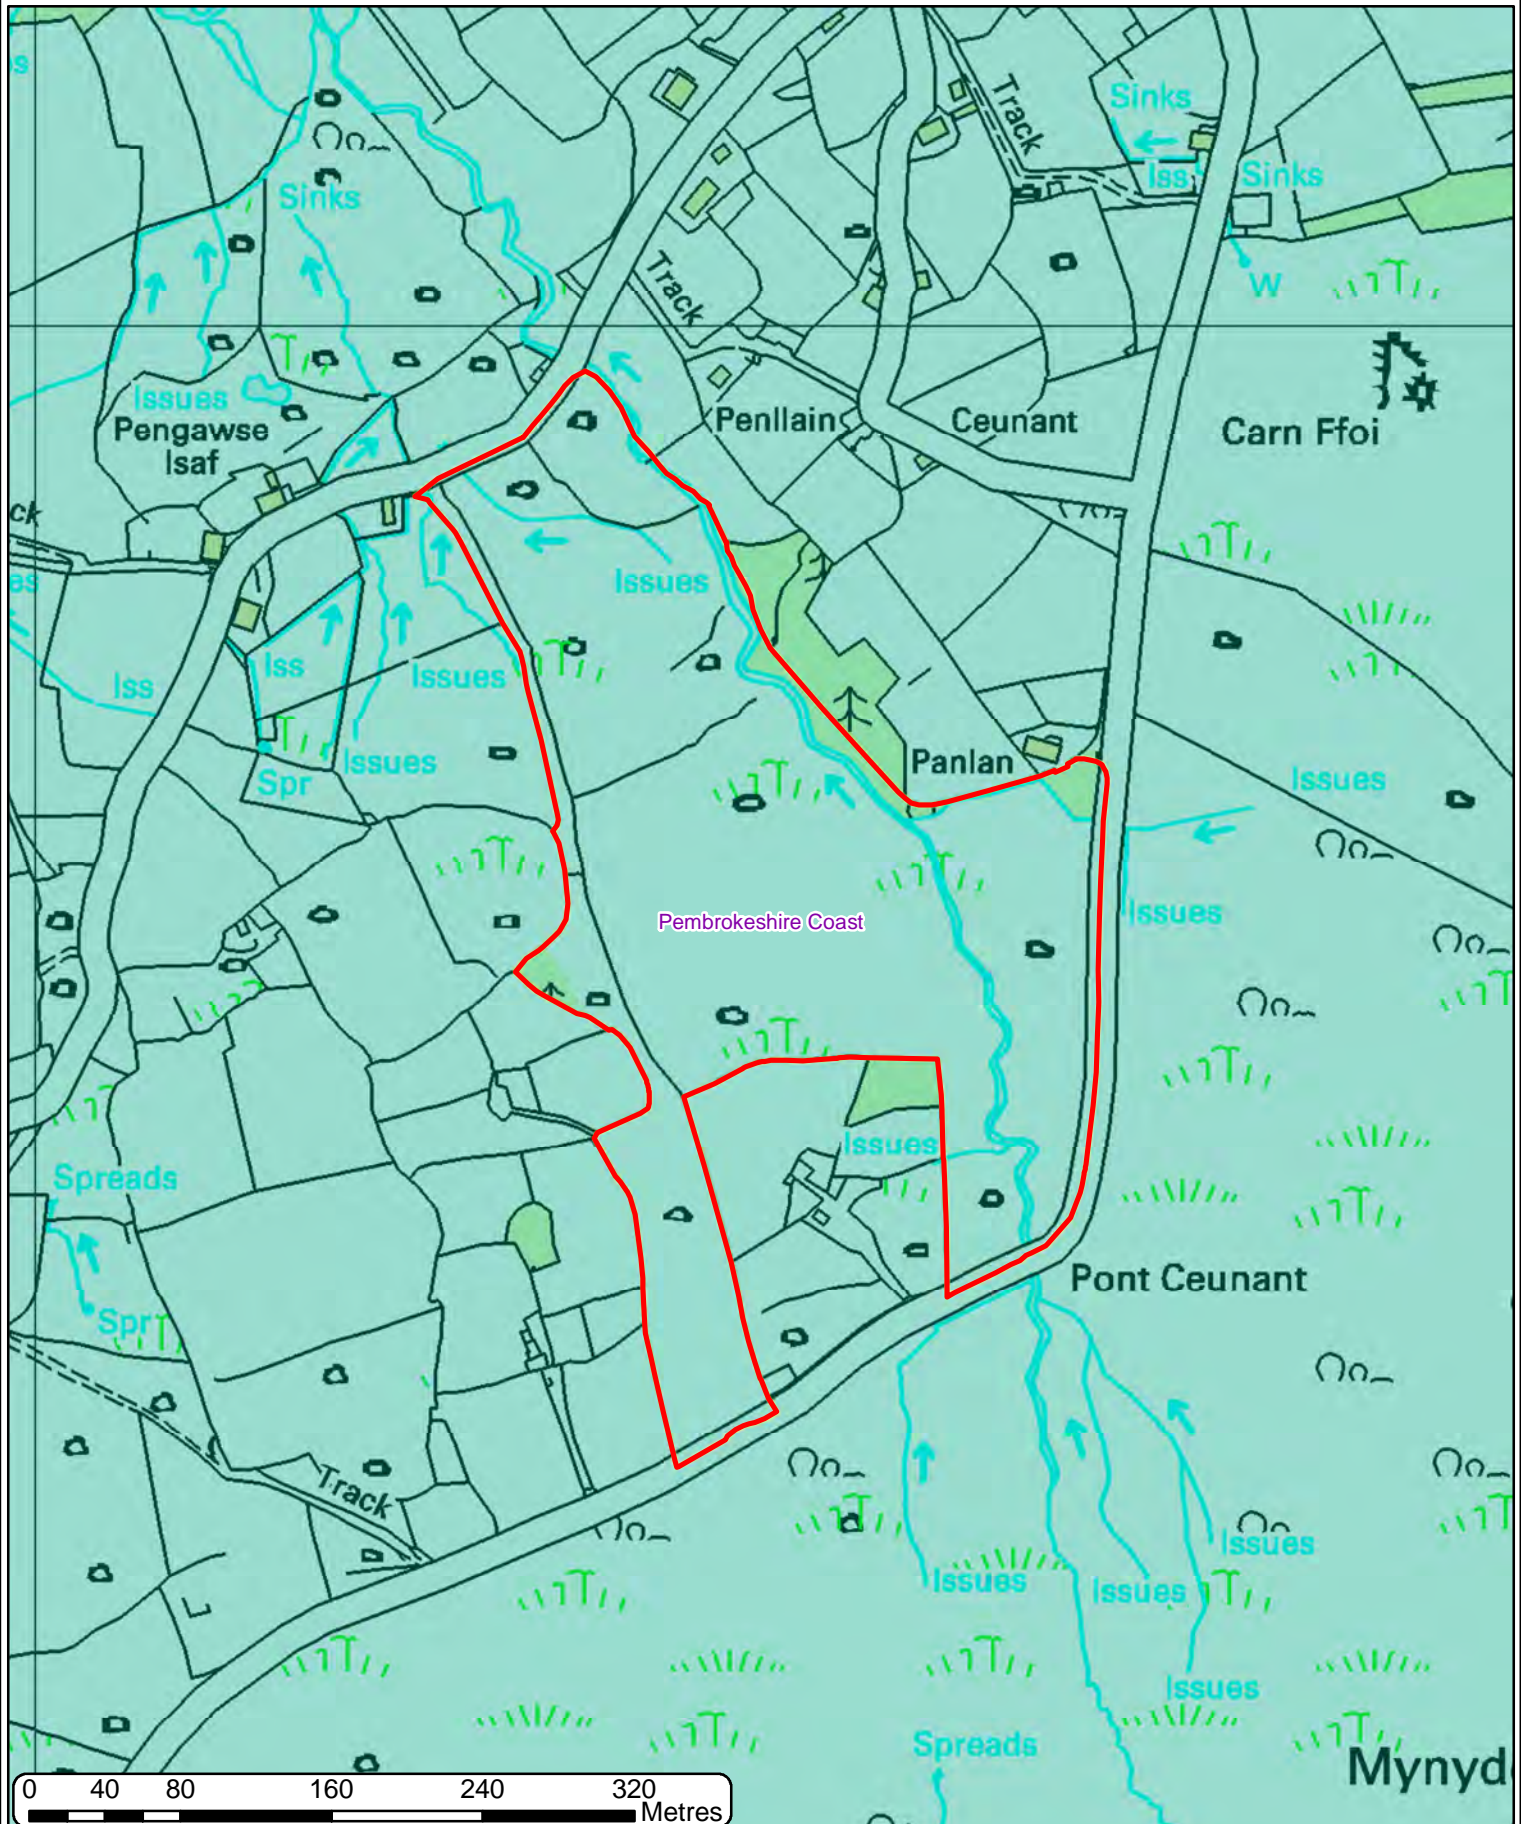 s
Track
Sinks
Iss
Sinks
Sinks
W
Track
Issues
Pengawse
Isaf
Penllain
Ceunant
Carn Ffoi
ck
es
Issues
Iss
Iss
Issues
Issues
Spr
Panlan
Issues
Issues
Pembrokeshire Coast
Issues
Spreads
Spr
Pont Ceunant
Track
Issues
Issues
Issues
Issues
Spreads
Mynyd
0 40 80 160 240 320
Metres